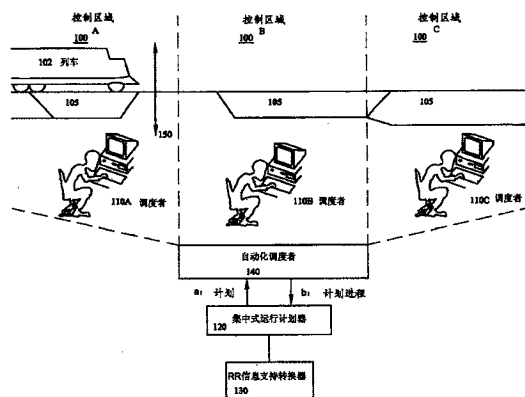 控制区域
100 A
控制区域
100 B
控制区域
100 C
102 列车
105
105
105
150
110A 调度者
110B 调度者
110C 调度者
自动化调度者
140
a: 计划
b: 计划进程
集中式运行计划器
120
RR信息支持转换器
130